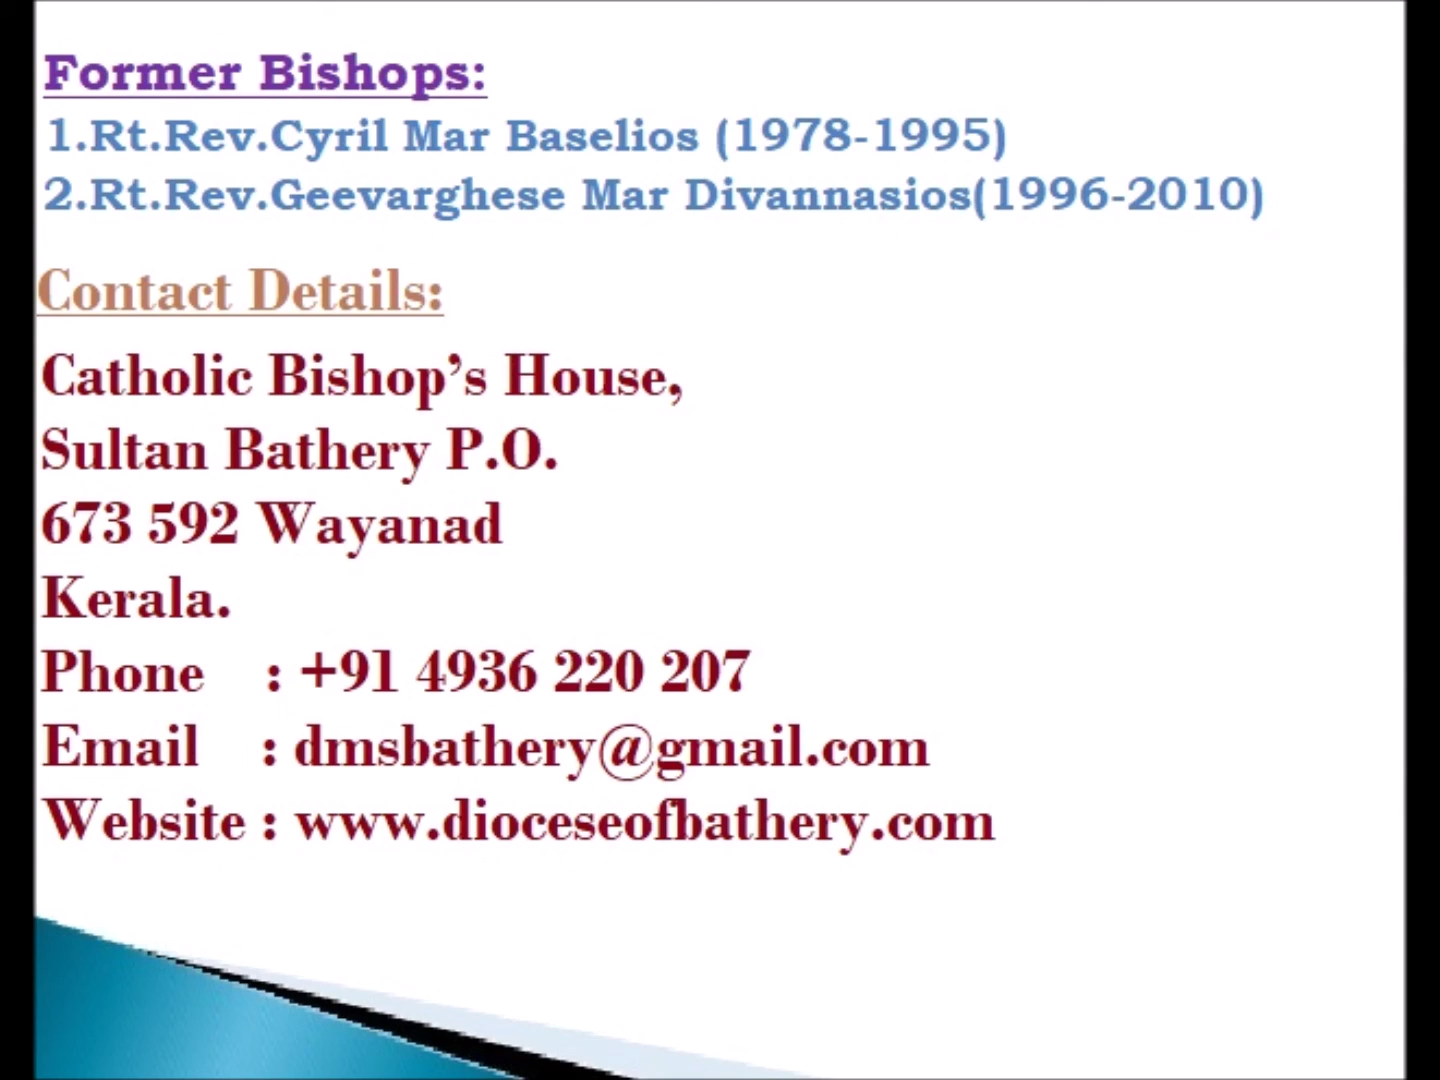 Former Bishops:
1.Rt.Rev.Cyril Mar Baselios (1978-1995)
2.Rt.Rev.Geevarghese Mar Divannasios(1996-2010)
Contact Details:
Catholic Bishop’s House,
Sultan Bathery P.O.
673 592 Wayanad
Kerala.
Phone : +91 4936 220 207
Email : dmsbathery@gmail.com
Website : www.dioceseofbathery.com